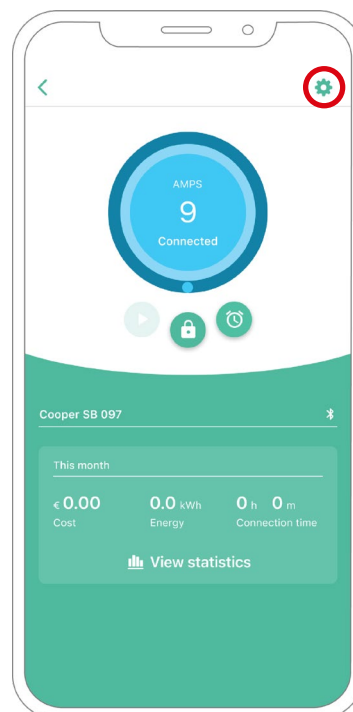 AMPS
9
Connected
Cooper SB 097
This month
€ 0.00 0.0 kWh 0 h 0 m
Cost Energy Connection time
View statistics